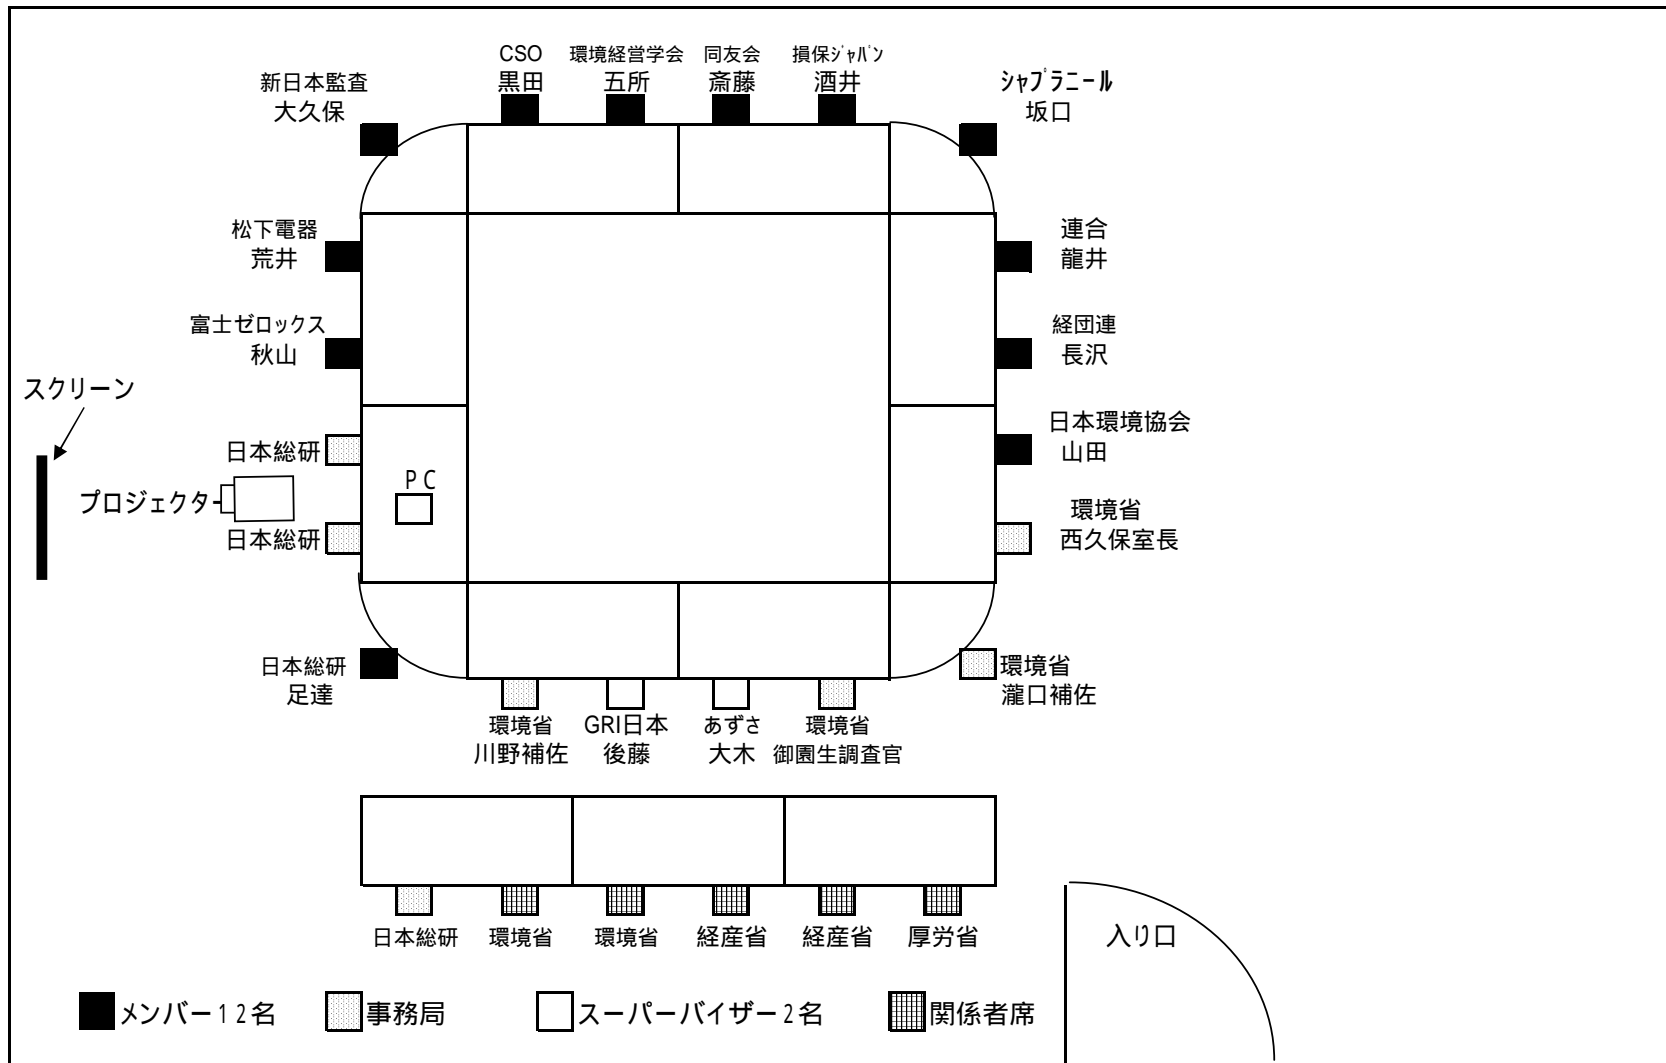 CSO
黒田
環境経営学会
五所
同友会
斎藤
損保ｼﾞｬﾊﾟﾝ
酒井
新日本監査
大久保
ｼｬﾌﾟﾗﾆｰﾙ
坂口
松下電器
荒井
連合
龍井
富士ゼロックス
秋山
経団連
長沢
スクリーン
日本総研
日本環境協会
山田
ＰＣ
プロジェクター
日本総研
環境省
西久保室長
日本総研
足達
環境省
瀧口補佐
環境省
川野補佐
GRI日本
後藤
あずさ
大木
環境省
御園生調査官
日本総研
環境省
環境省
経産省
経産省
厚労省
入り口
メンバー１２名
事務局
スーパーバイザー２名
関係者席